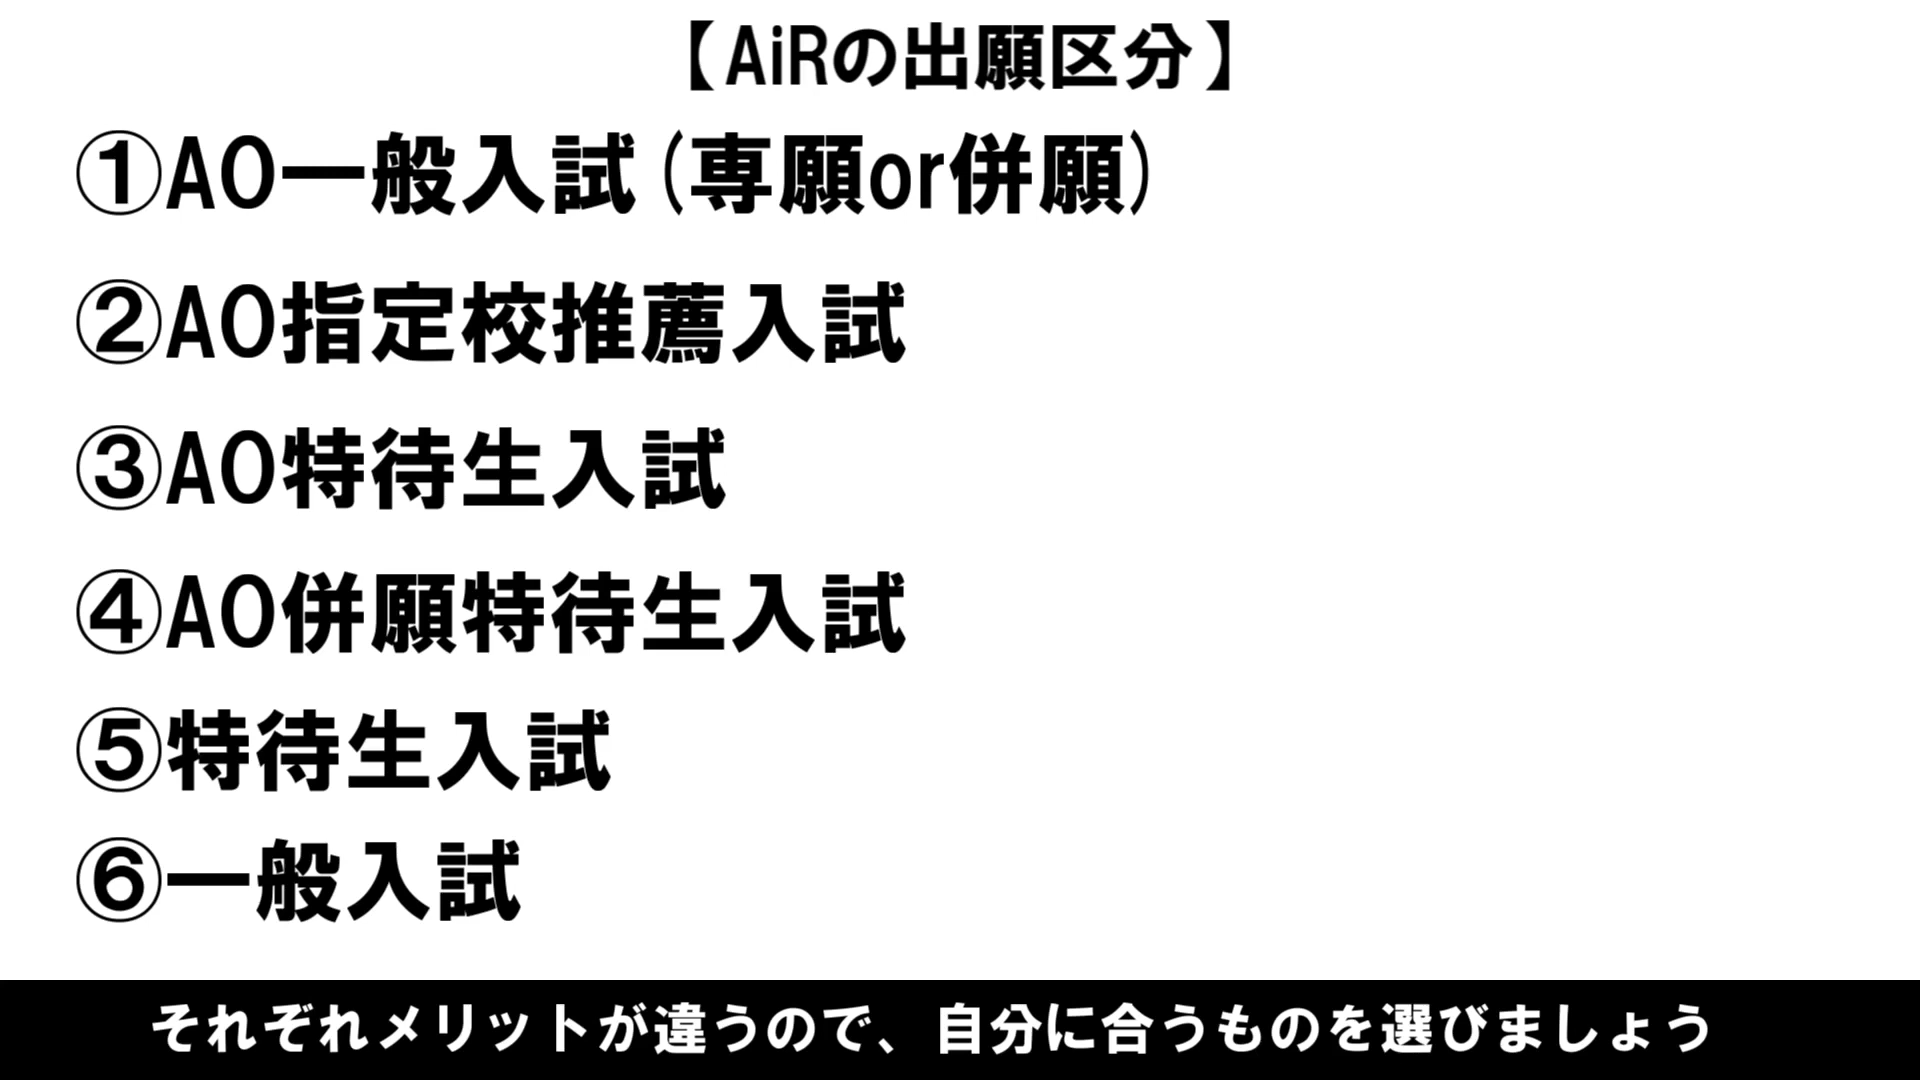 【AiRの出願区分】
①AO一般入試(専願or併願)
②AO指定校推薦入試
③AO特待生入試
④AO併願特待生入試
⑤特待生入試
⑥一般入試
それぞれメリットが違うので、自分に合うものを選びましょう